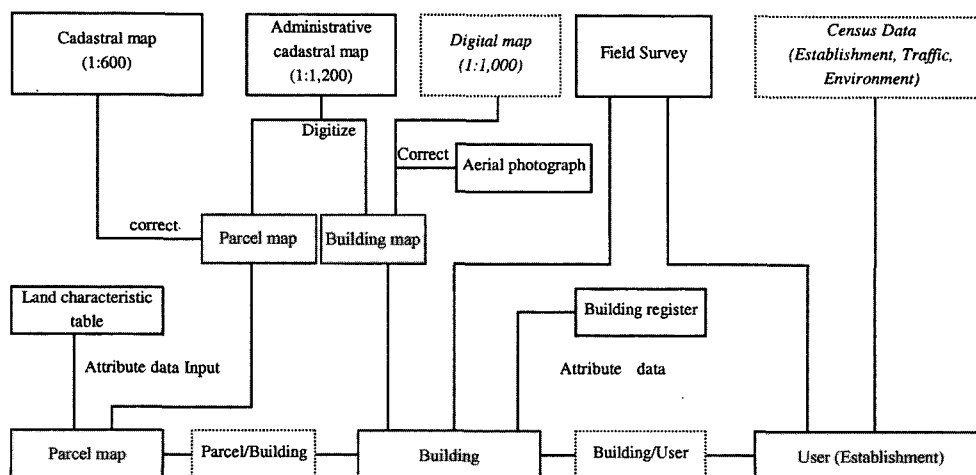 Cadastral map
(1:600)
Administrative
cadastral map
(1:1,200)
Digital map
(1:1,000)
Field Survey
Census Data
(Establishment, Traffic,
Environment)
Digitize
Correct
Aerial photograph
correct
Parcel map
Building map
Land characteristic
table
Building register
Attribute data Input
Attribute data
Parcel map
Parcel/Building
Building
Building/User
User (Establishment)